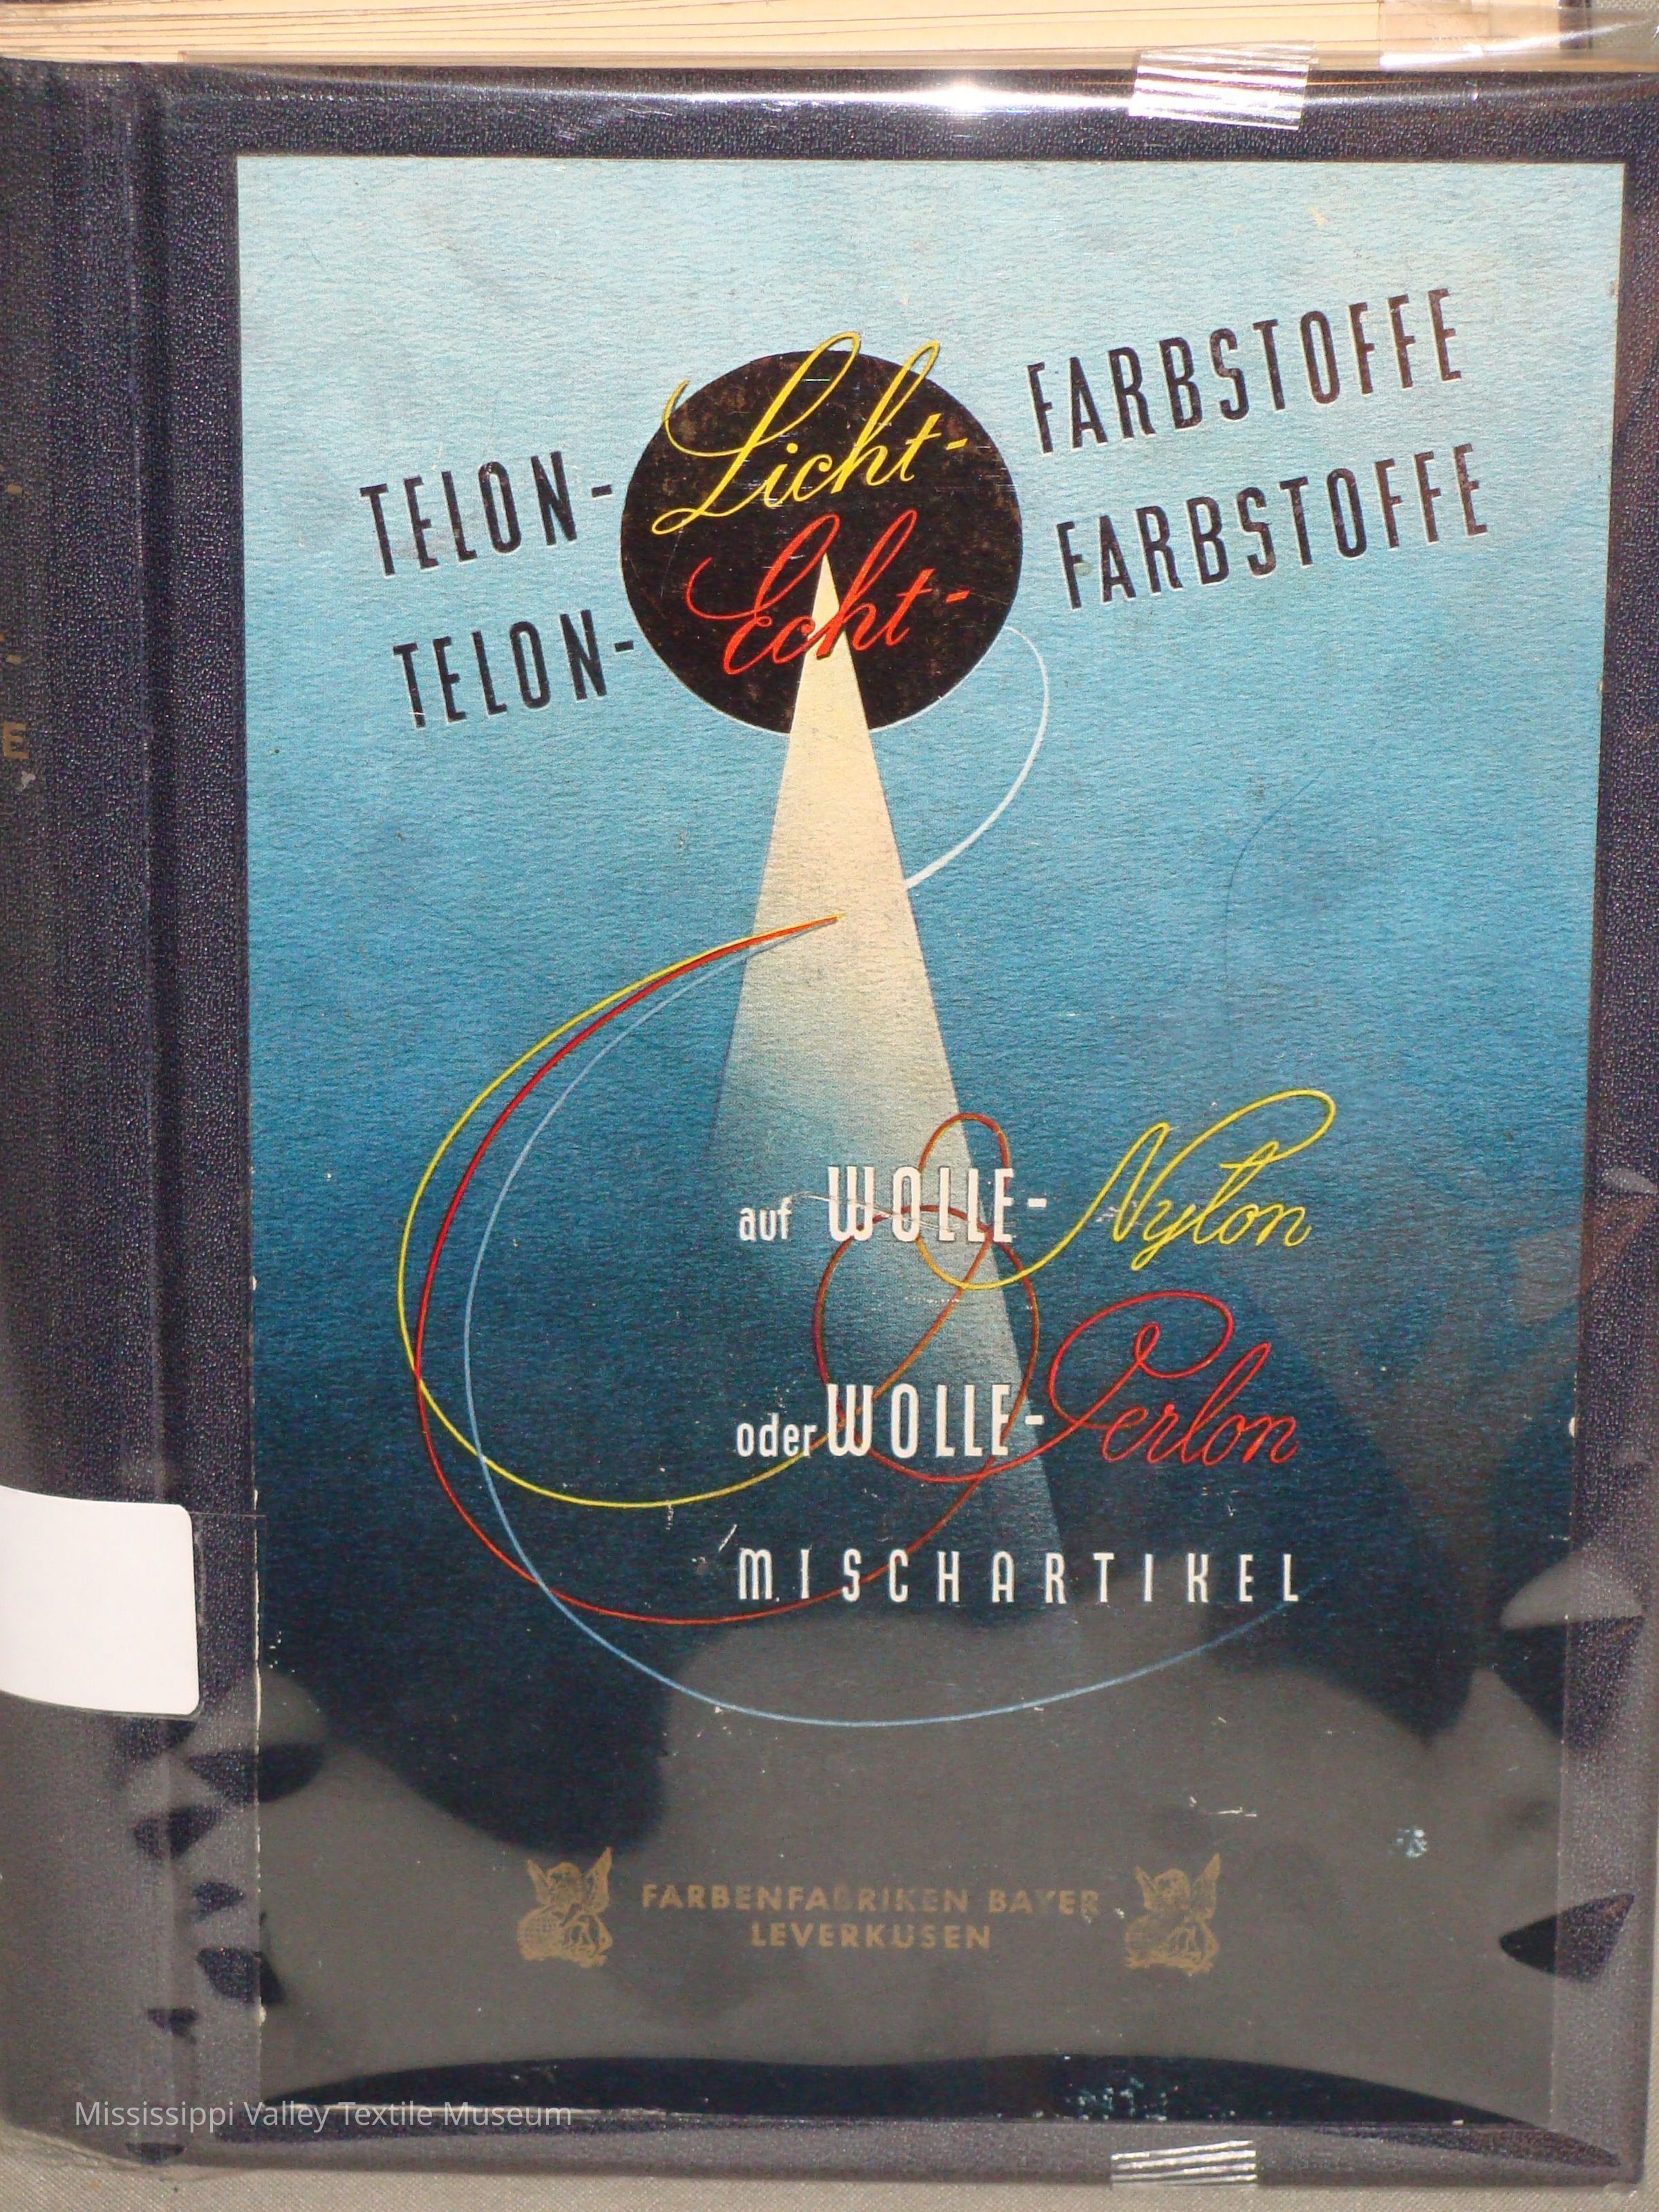 TELON-Licht-FARBSTOFFE
TELON-Echt-FARBSTOFFE
auf WOLLE-Nylon
oder WOLLE-Perlon
MISCHARTIKEL
FARBENFABRIKEN BAYER
LEVERKUSEN
Mississippi Valley Textile Museum